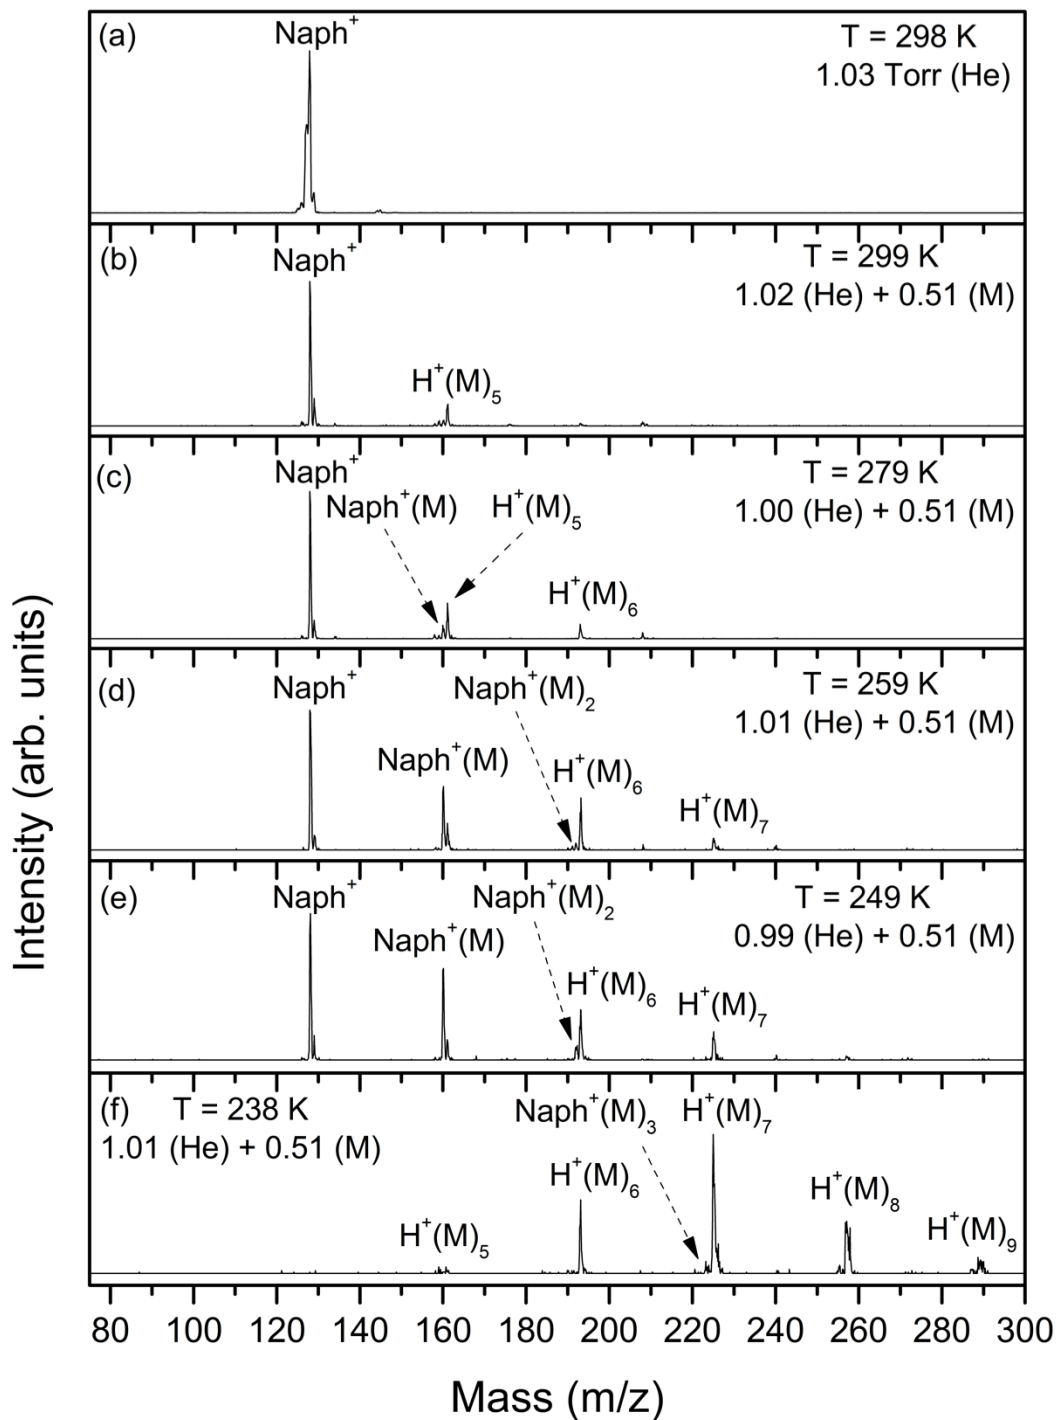 (a)
Naph⁺
T = 298 K
1.03 Torr (He)
(b)
Naph⁺
T = 299 K
1.02 (He) + 0.51 (M)
H⁺(M)₅
(c)
Naph⁺
T = 279 K
1.00 (He) + 0.51 (M)
Naph⁺(M)
H⁺(M)₅
H⁺(M)₆
(d)
Naph⁺
T = 259 K
1.01 (He) + 0.51 (M)
Naph⁺(M)₂
Naph⁺(M)
H⁺(M)₆
H⁺(M)₇
(e)
Naph⁺
T = 249 K
0.99 (He) + 0.51 (M)
Naph⁺(M)₂
Naph⁺(M)
H⁺(M)₆
H⁺(M)₇
(f)
T = 238 K
1.01 (He) + 0.51 (M)
Naph⁺(M)₃
H⁺(M)₇
H⁺(M)₆
H⁺(M)₈
H⁺(M)₅
H⁺(M)₉
80 100 120 140 160 180 200 220 240 260 280 300
Mass (m/z)
Intensity (arb. units)